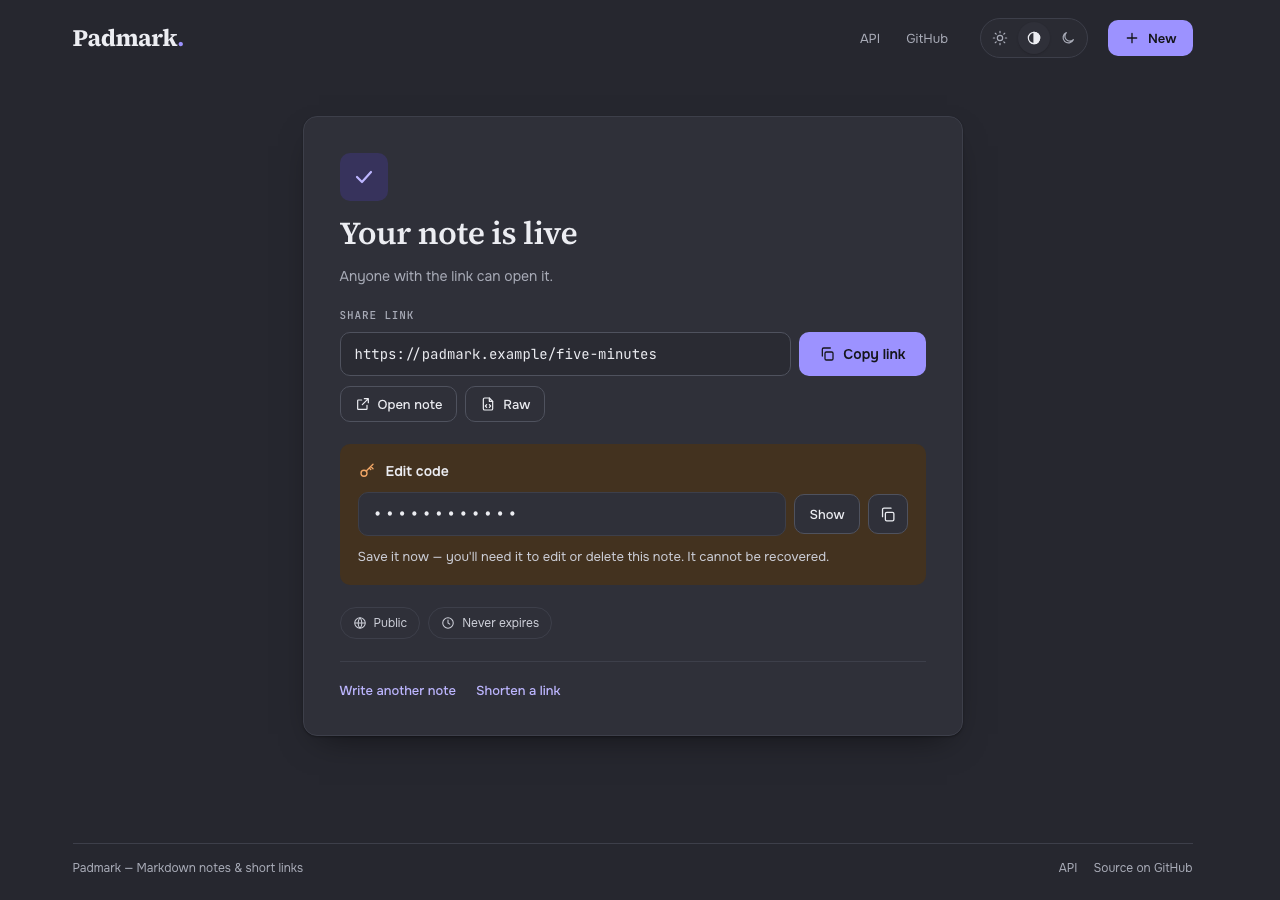 Padmark.
API
GitHub
New
Your note is live
Anyone with the link can open it.
SHARE LINK
https://padmark.example/five-minutes
Copy link
Open note
Raw
Edit code
••••••••••••
Show
Save it now — you'll need it to edit or delete this note. It cannot be recovered.
Public
Never expires
Write another note
Shorten a link
Padmark — Markdown notes & short links
API
Source on GitHub